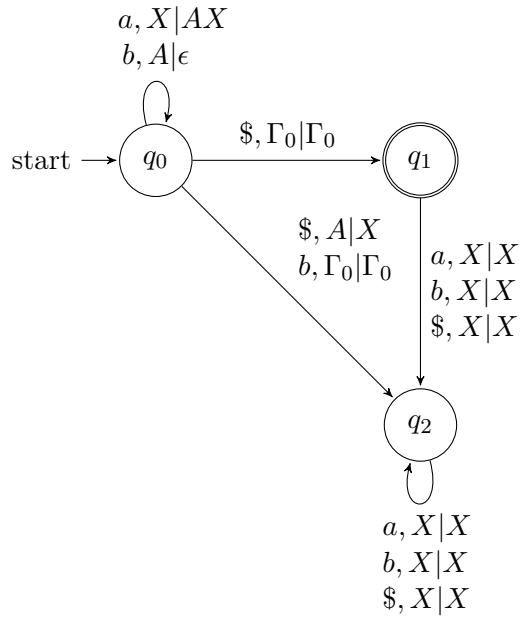 a, X|AX
b, A|ϵ
$, Γ₀|Γ₀
start
q₀
q₁
$, A|X
b, Γ₀|Γ₀
a, X|X
b, X|X
$, X|X
q₂
a, X|X
b, X|X
$, X|X